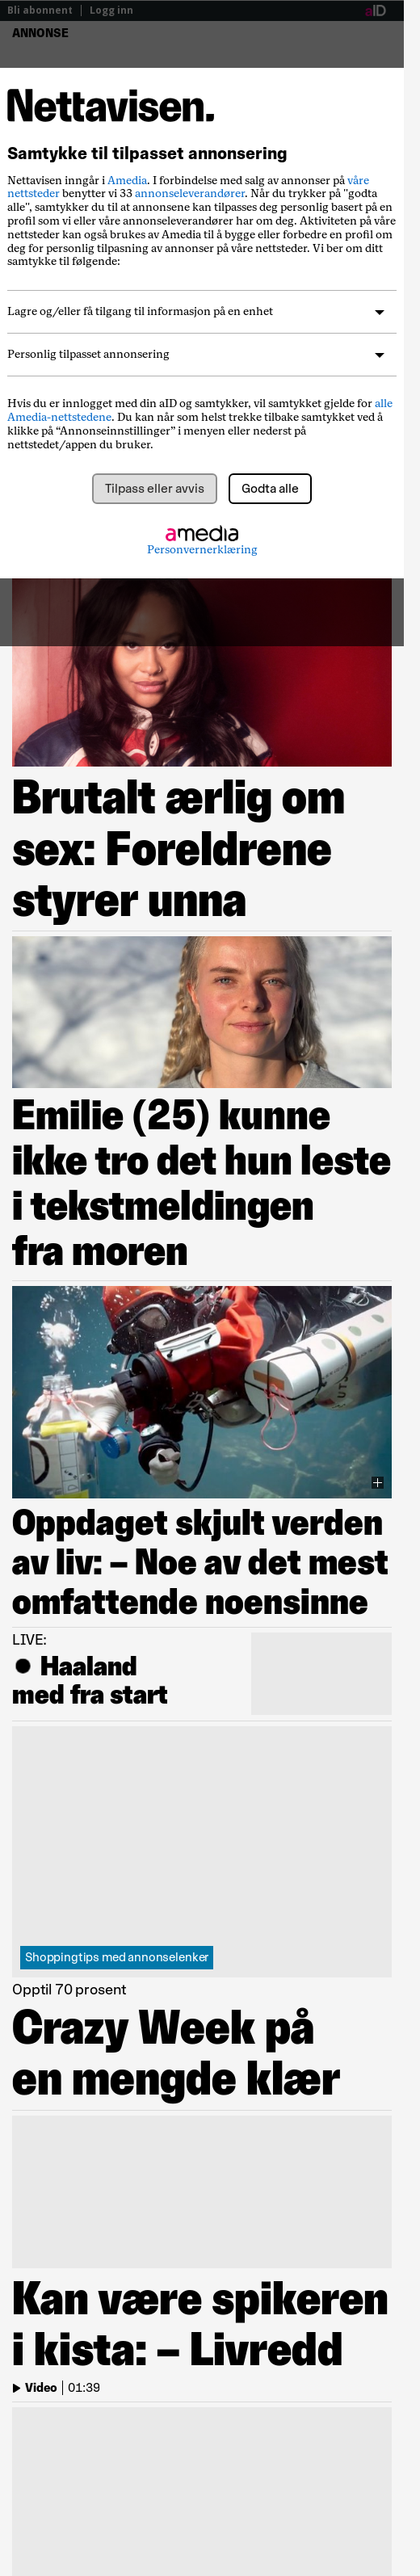 Bli abonnent | Logg inn
aID
ANNONSE
Nettavisen.
Samtykke til tilpasset annonsering
Nettavisen inngår i Amedia. I forbindelse med salg av annonser på våre
nettsteder benytter vi 33 annonseleverandører. Når du trykker på "godta
alle", samtykker du til at annonsene kan tilpasses deg personlig basert på en
profil som vi eller våre annonseleverandører har om deg. Aktiviteten på våre
nettsteder kan også brukes av Amedia til å bygge eller forbedre en profil om
deg for personlig tilpasning av annonser på våre nettsteder. Vi ber om ditt
samtykke til følgende:
Lagre og/eller få tilgang til informasjon på en enhet
Personlig tilpasset annonsering
Hvis du er innlogget med din aID og samtykker, vil samtykket gjelde for alle
Amedia-nettstedene. Du kan når som helst trekke tilbake samtykket ved å
klikke på “Annonseinnstillinger” i menyen eller nederst på
nettstedet/appen du bruker.
Tilpass eller avvis
Godta alle
amedia
Personvernerklæring
Brutalt ærlig om
sex: Foreldrene
styrer unna
Emilie (25) kunne
ikke tro det hun leste
i tekstmeldingen
fra moren
Oppdaget skjult verden
av liv: – Noe av det mest
omfattende noensinne
LIVE:
Haaland
med fra start
Shoppingtips med annonselenker
Opptil 70 prosent
Crazy Week på
en mengde klær
Kan være spikeren
i kista: – Livredd
Video | 01:39